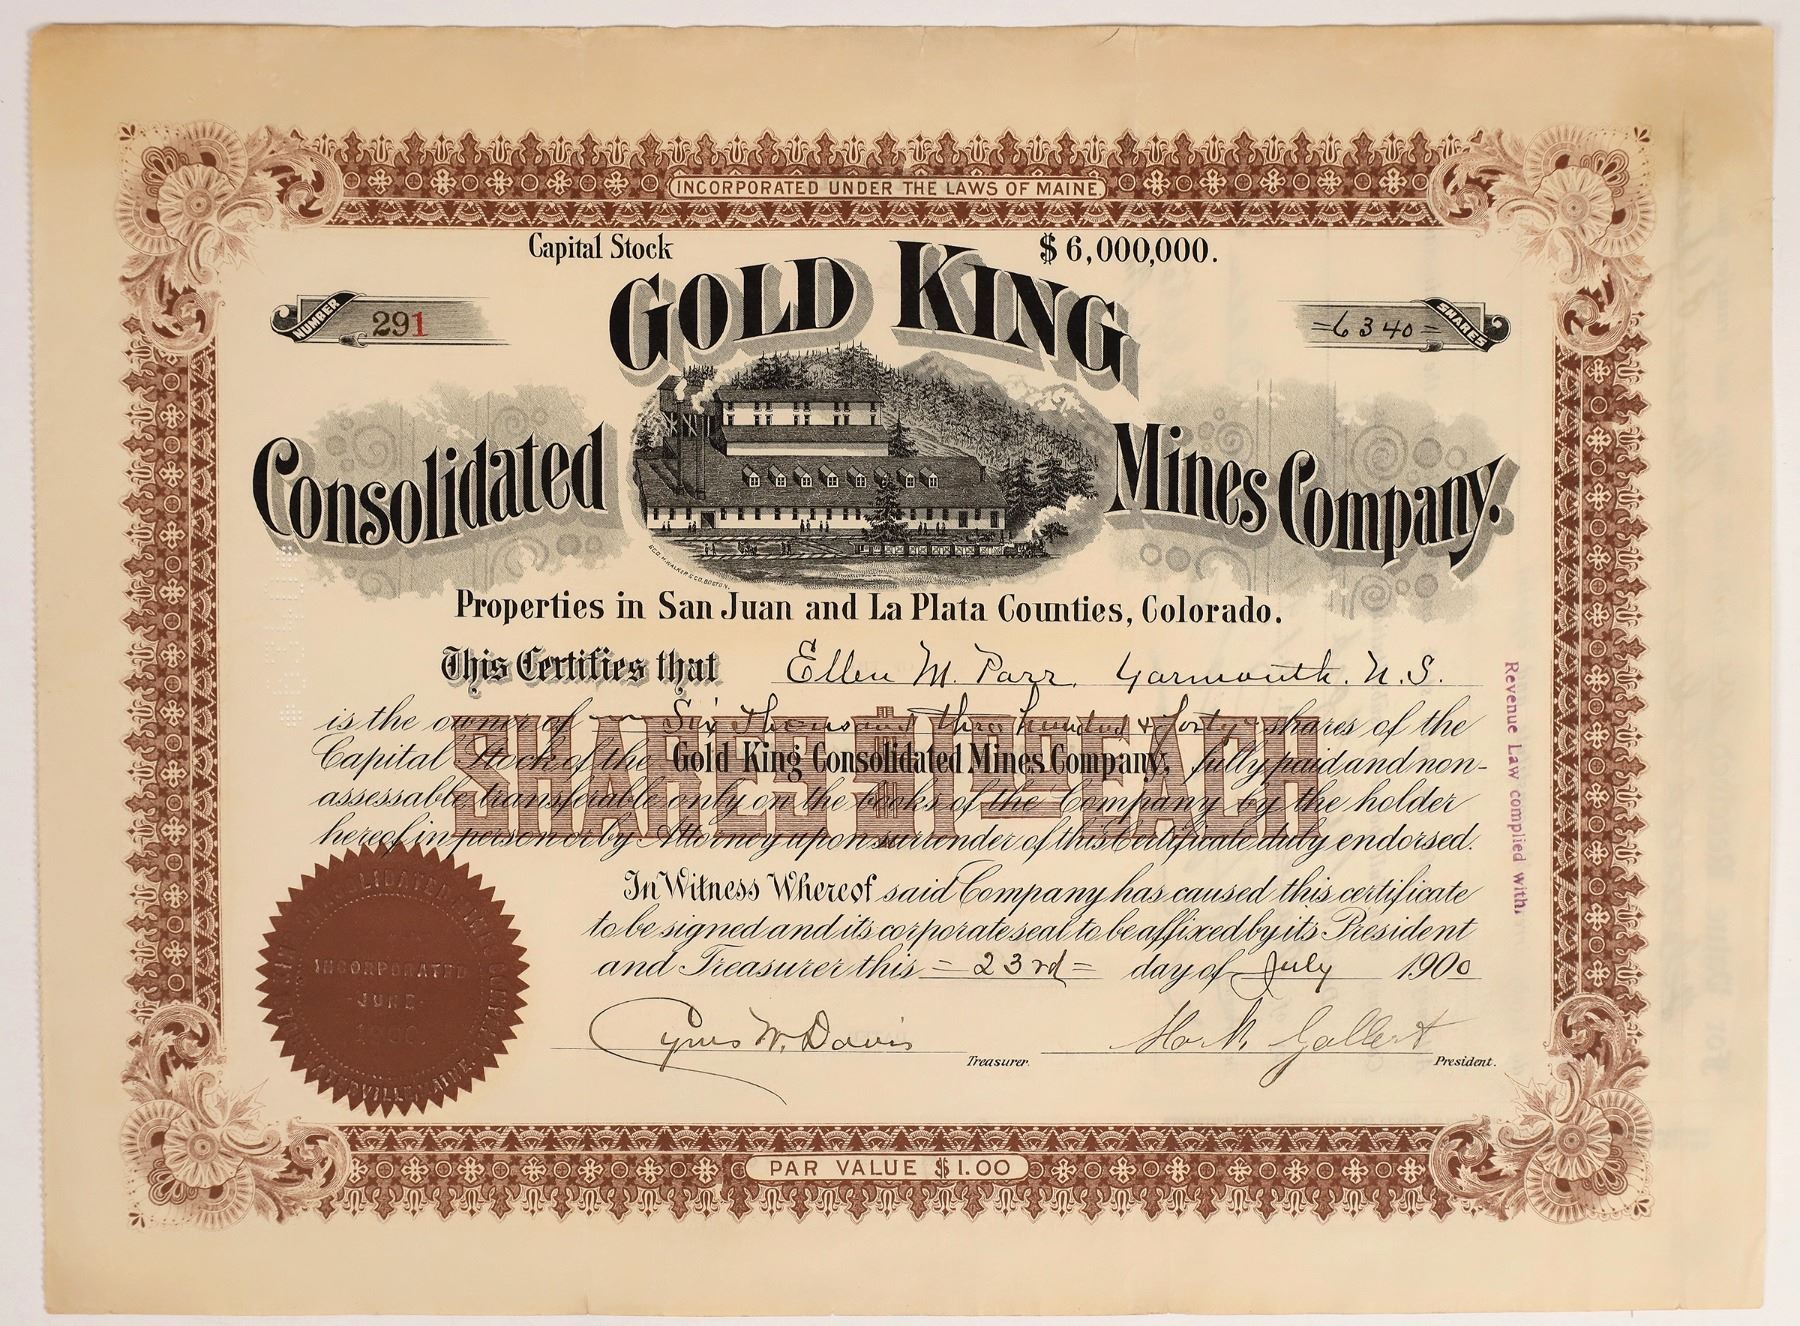 INCORPORATED UNDER THE LAWS OF MAINE.
Capital Stock $6,000,000.
NUMBER 291
=6340= SHARES
GOLD KING
Consolidated Mines Company.
GEO. H. WALKER & CO. BOSTON.
Properties in San Juan and La Plata Counties, Colorado.
This Certifies that Ellen M. Parr, Yarmouth. N.S.
is the owner of Six Thousand three hundred & forty shares of the
Capital Stock of the Gold King Consolidated Mines Company, fully paid and non-
assessable, transferable only on the books of the Company by the holder
hereof in person or by Attorney upon surrender of this Certificate duly endorsed.
SHARES $1.00 EACH
In Witness Whereof said Company has caused this certificate
to be signed and its corporate seal to be affixed by its President
and Treasurer this =23rd= day of July 1900
Cyrus W. Davis Treasurer.
Gallert President.
CONSOLIDATED MINES
INCORPORATED
JUNE
1900
PAR VALUE $1.00
Revenue Law complied with.